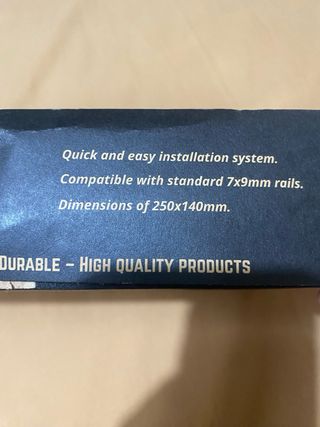 Quick and easy installation system.
Compatible with standard 7x9mm rails.
Dimensions of 250x140mm.
DURABLE – HIGH QUALITY PRODUCTS